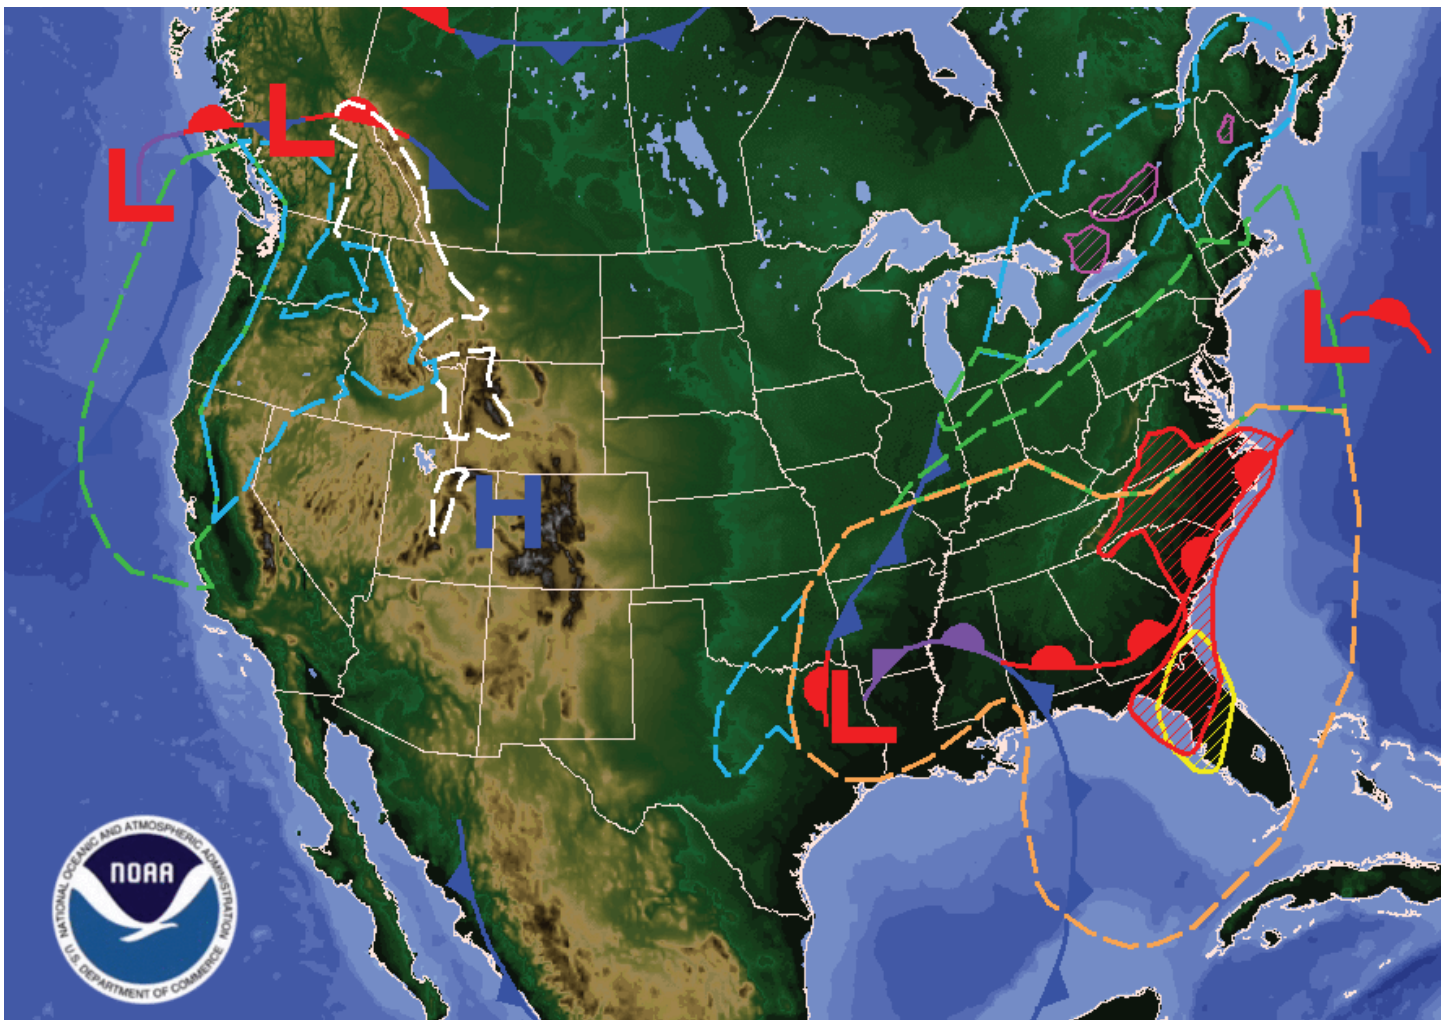 L
L
H
L
H
L
NATIONAL OCEANIC AND ATMOSPHERIC ADMINISTRATION
NOAA
U.S. DEPARTMENT OF COMMERCE